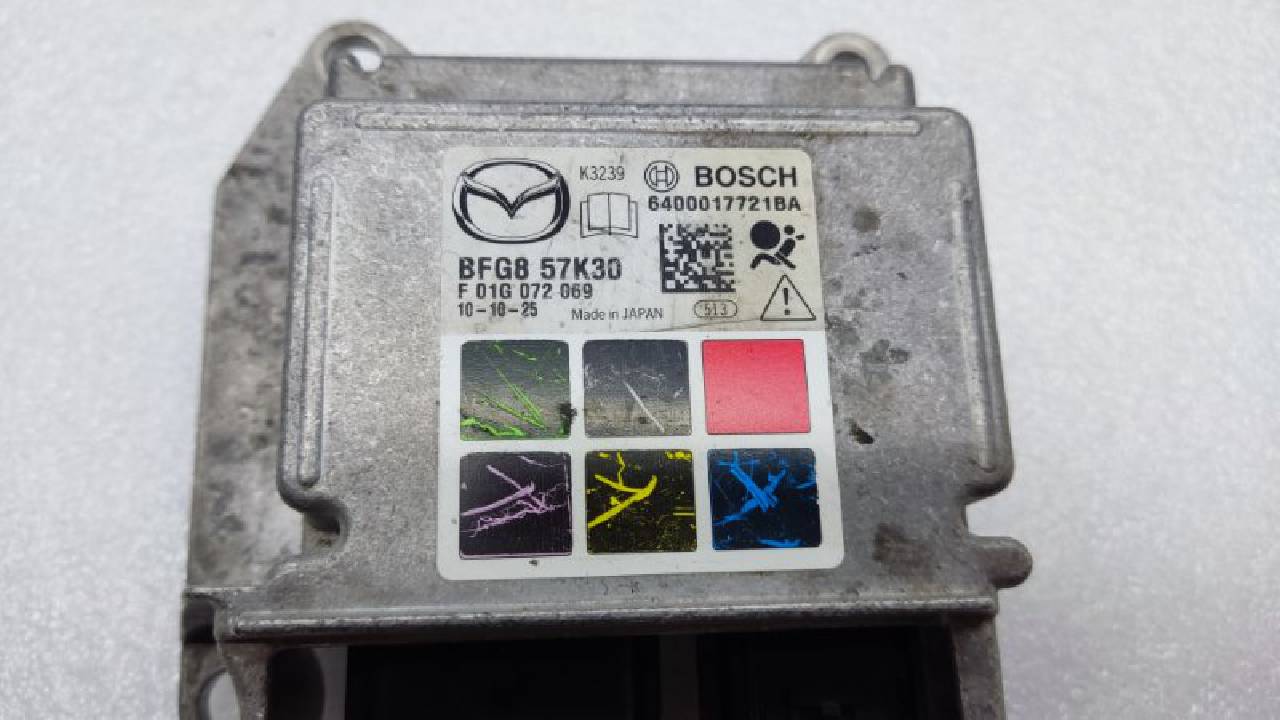 K3239 BOSCH
6400017721BA
BFG8 57K30
F 01G 072 069
10-10-25 Made in JAPAN 513